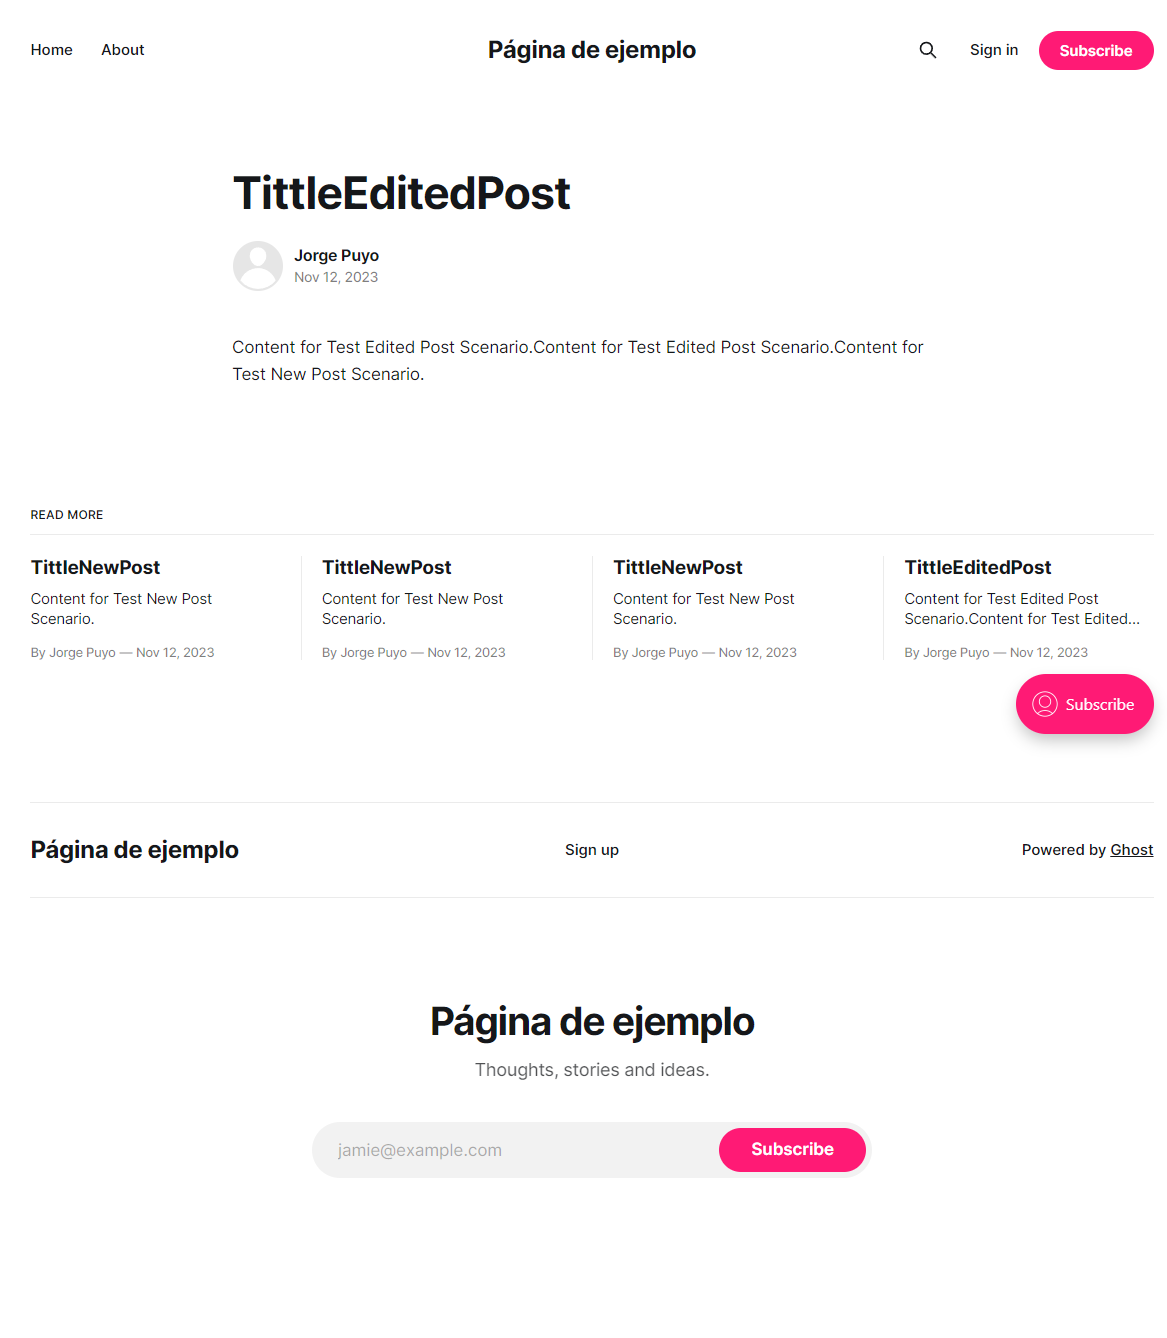 Home About Página de ejemplo Sign in Subscribe
TittleEditedPost
Jorge Puyo
Nov 12, 2023
Content for Test Edited Post Scenario.Content for Test Edited Post Scenario.Content for
Test New Post Scenario.
READ MORE
TittleNewPost
Content for Test New Post
Scenario.
By Jorge Puyo — Nov 12, 2023
TittleNewPost
Content for Test New Post
Scenario.
By Jorge Puyo — Nov 12, 2023
TittleNewPost
Content for Test New Post
Scenario.
By Jorge Puyo — Nov 12, 2023
TittleEditedPost
Content for Test Edited Post
Scenario.Content for Test Edited...
By Jorge Puyo — Nov 12, 2023
Subscribe
Página de ejemplo Sign up Powered by Ghost
Página de ejemplo
Thoughts, stories and ideas.
jamie@example.com Subscribe